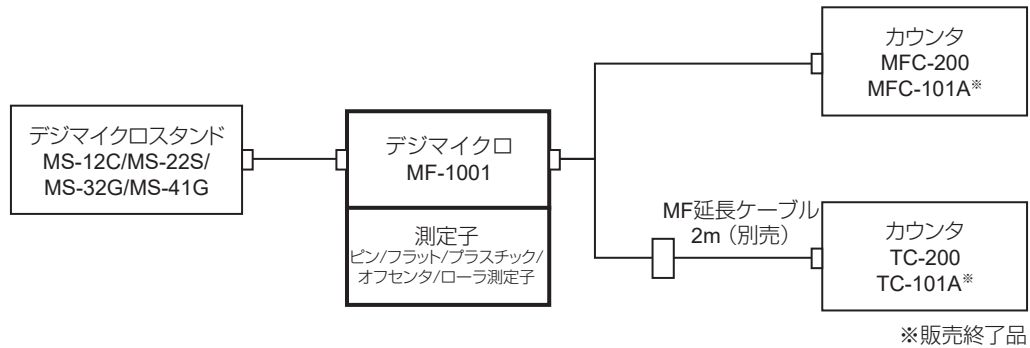 デジマイクロスタンド
MS-12C/MS-22S/
MS-32G/MS-41G
デジマイクロ
MF-1001
測定子
ピン/フラット/プラスチック/
オフセンタ/ローラ測定子
カウンタ
MFC-200
MFC-101A※
MF延長ケーブル
2m（別売）
カウンタ
TC-200
TC-101A※
※販売終了品